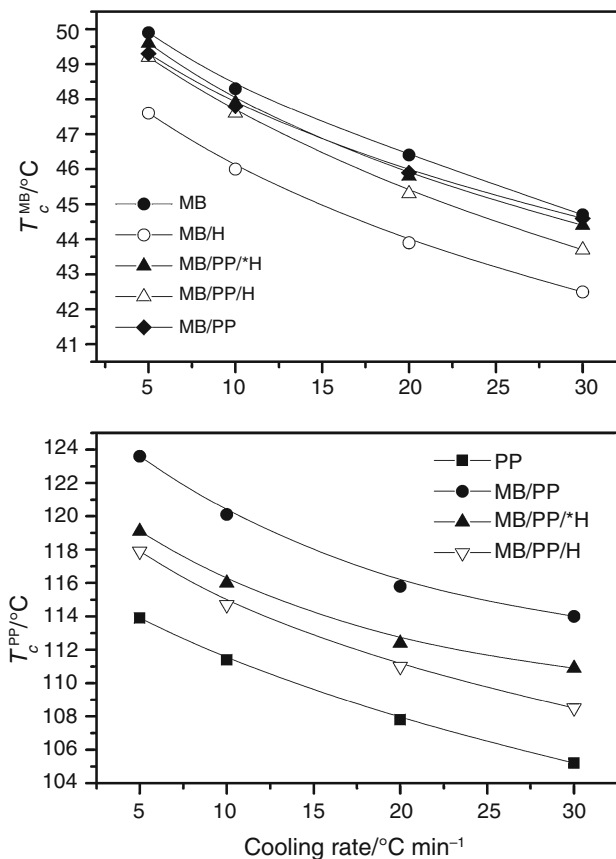 50
49
48
47
46
45
44
43
42
41
T_c^MB/°C
MB
MB/H
MB/PP/*H
MB/PP/H
MB/PP
5 10 15 20 25 30
124
122
120
118
116
114
112
110
108
106
104
T_c^PP/°C
PP
MB/PP
MB/PP/*H
MB/PP/H
5 10 15 20 25 30
Cooling rate/°C min⁻¹